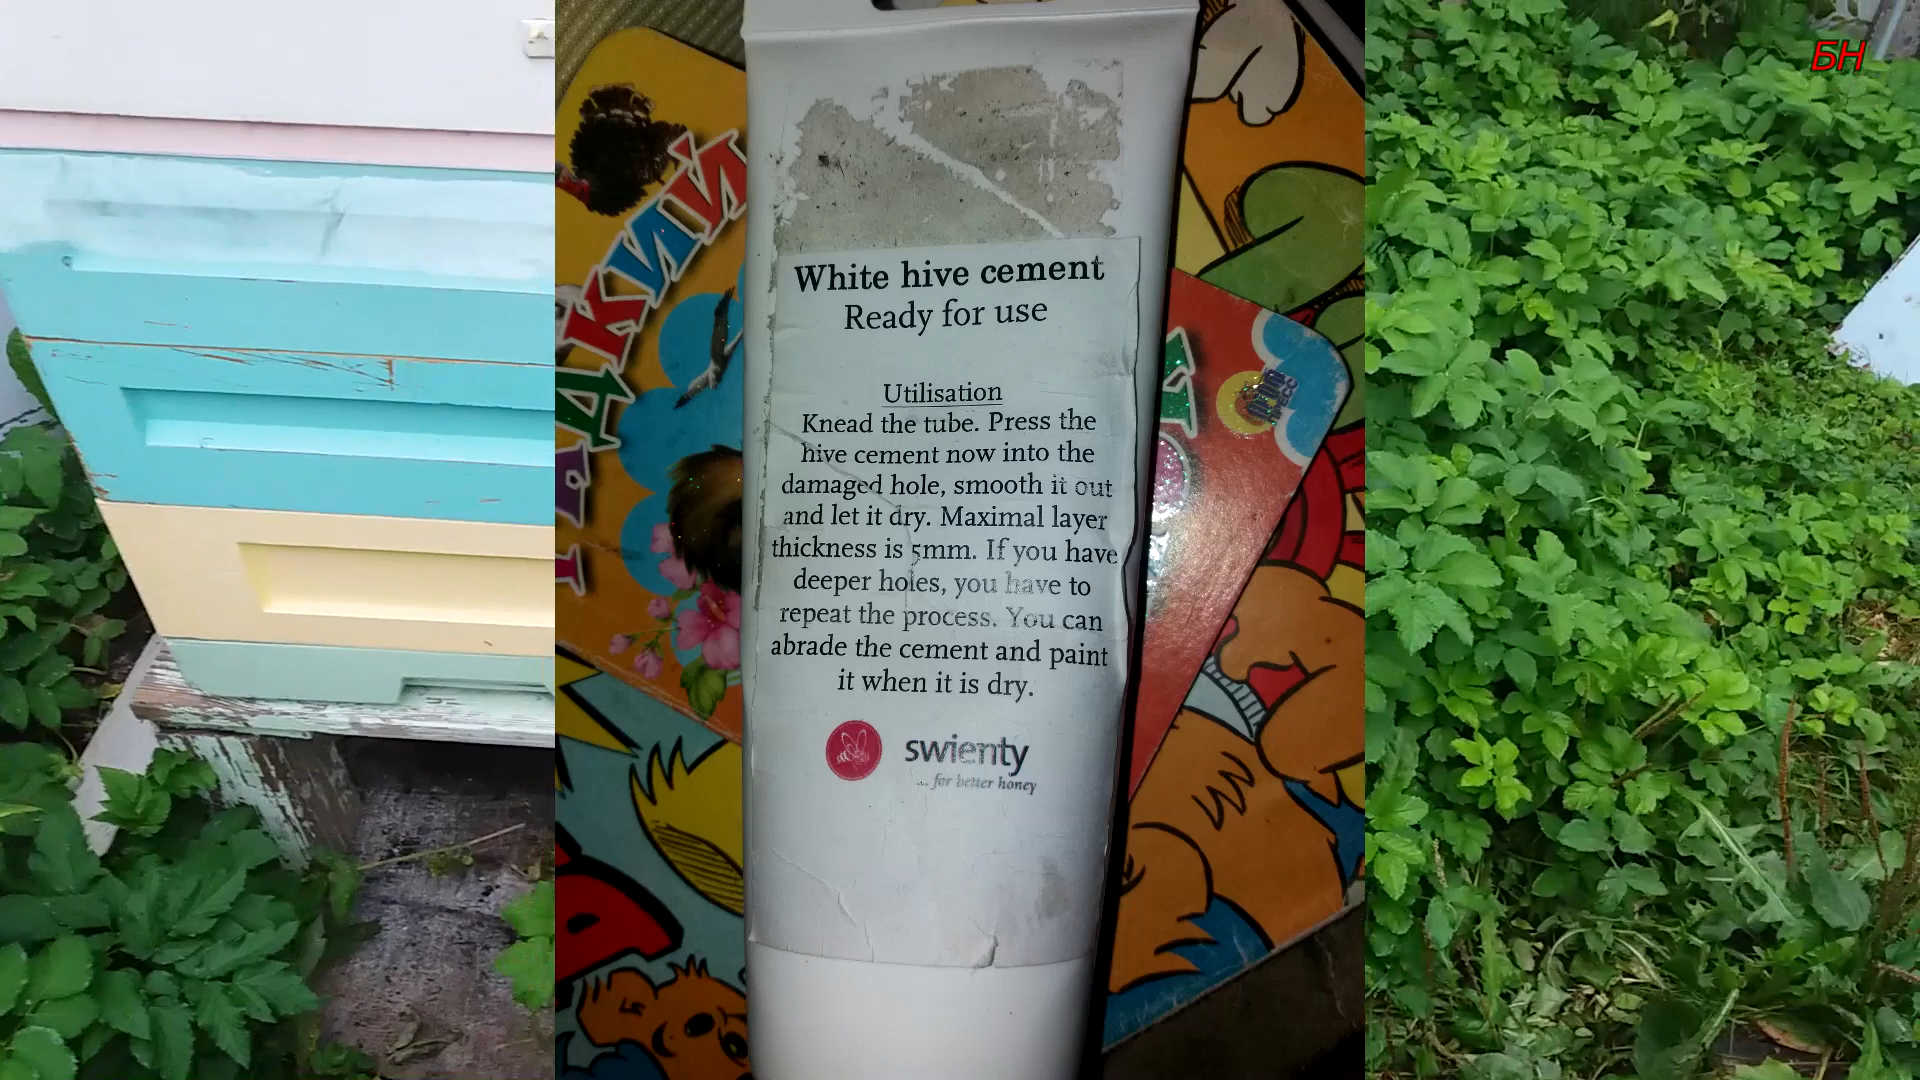 БН
ГАДКИЙ
White hive cement
Ready for use
Utilisation
Knead the tube. Press the
hive cement now into the
damaged hole, smooth it out
and let it dry. Maximal layer
thickness is 5mm. If you have
deeper holes, you have to
repeat the process. You can
abrade the cement and paint
it when it is dry.
swienty
... for better honey